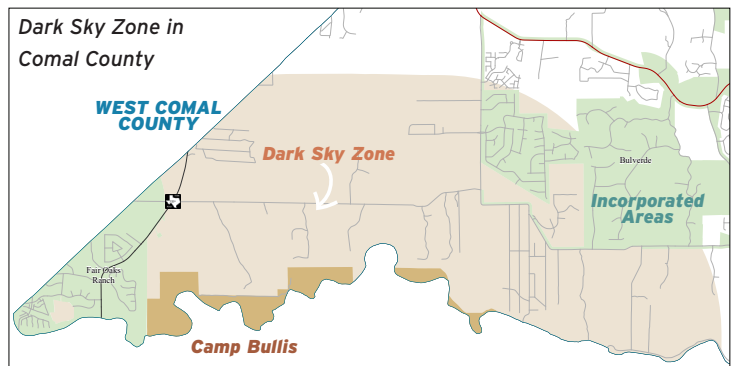 Dark Sky Zone in
Comal County
WEST COMAL
COUNTY
Dark Sky Zone
Bulverde
Incorporated
Areas
Fair Oaks
Ranch
Camp Bullis